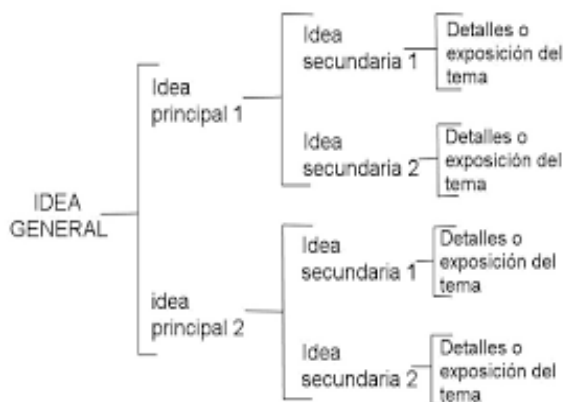 IDEA
GENERAL
Idea
principal 1
Idea
secundaria 1
Detalles o
exposición del
tema
Idea
secundaria 2
Detalles o
exposición del
tema
idea
principal 2
Idea
secundaria 1
Detalles o
exposición del
tema
Idea
secundaria 2
Detalles o
exposición del
tema